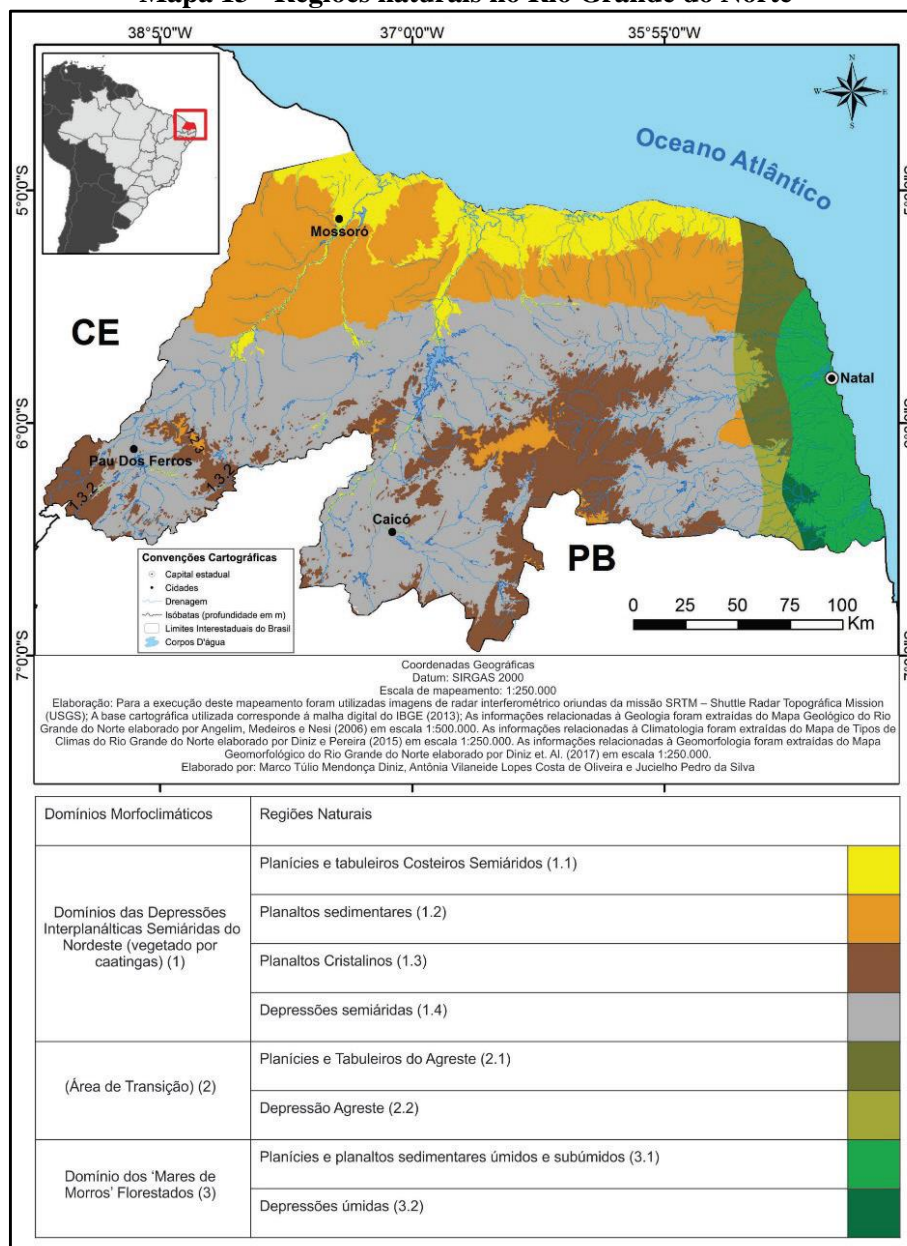 Mapa 15 - Regiões naturais no Rio Grande do Norte
38°5'0"W
37°0'0"W
35°55'0"W
N
W
E
S
Oceano Atlântico
5°0'0"S
Mossoró
CE
Natal
6°0'0"S
Pau Dos Ferros
1.3.2
1.3.2
Caicó
PB
Convenções Cartográficas
Capital estadual
Cidades
Drenagem
Isóbatas (profundidade em m)
Limites Interestaduais do Brasil
Corpos D'água
0 25 50 75 100
Km
7°0'0"S
Coordenadas Geográficas
Datum: SIRGAS 2000
Escala de mapeamento: 1:250.000
Elaboração: Para a execução deste mapeamento foram utilizadas imagens de radar interferométrico oriundas da missão SRTM – Shuttle Radar Topográfica Mission
(USGS); A base cartográfica utilizada corresponde á malha digital do IBGE (2013); As informações relacionadas à Geologia foram extraídas do Mapa Geológico do Rio
Grande do Norte elaborado por Angelim, Medeiros e Nesi (2006) em escala 1:500.000. As informações relacionadas à Climatologia foram extraídas do Mapa de Tipos de
Climas do Rio Grande do Norte elaborado por Diniz e Pereira (2015) em escala 1:250.000. As informações relacionadas à Geomorfologia foram extraídas do Mapa
Geomorfológico do Rio Grande do Norte elaborado por Diniz et. Al. (2017) em escala 1:250.000.
Elaborado por: Marco Túlio Mendonça Diniz, Antônia Vilaneide Lopes Costa de Oliveira e Jucielho Pedro da Silva
Domínios Morfoclimáticos
Regiões Naturais
Domínios das Depressões
Interplanálticas Semiáridas do
Nordeste (vegetado por
caatingas) (1)
Planícies e tabuleiros Costeiros Semiáridos (1.1)
Planaltos sedimentares (1.2)
Planaltos Cristalinos (1.3)
Depressões semiáridas (1.4)
(Área de Transição) (2)
Planícies e Tabuleiros do Agreste (2.1)
Depressão Agreste (2.2)
Domínio dos 'Mares de
Morros' Florestados (3)
Planícies e planaltos sedimentares úmidos e subúmidos (3.1)
Depressões úmidas (3.2)